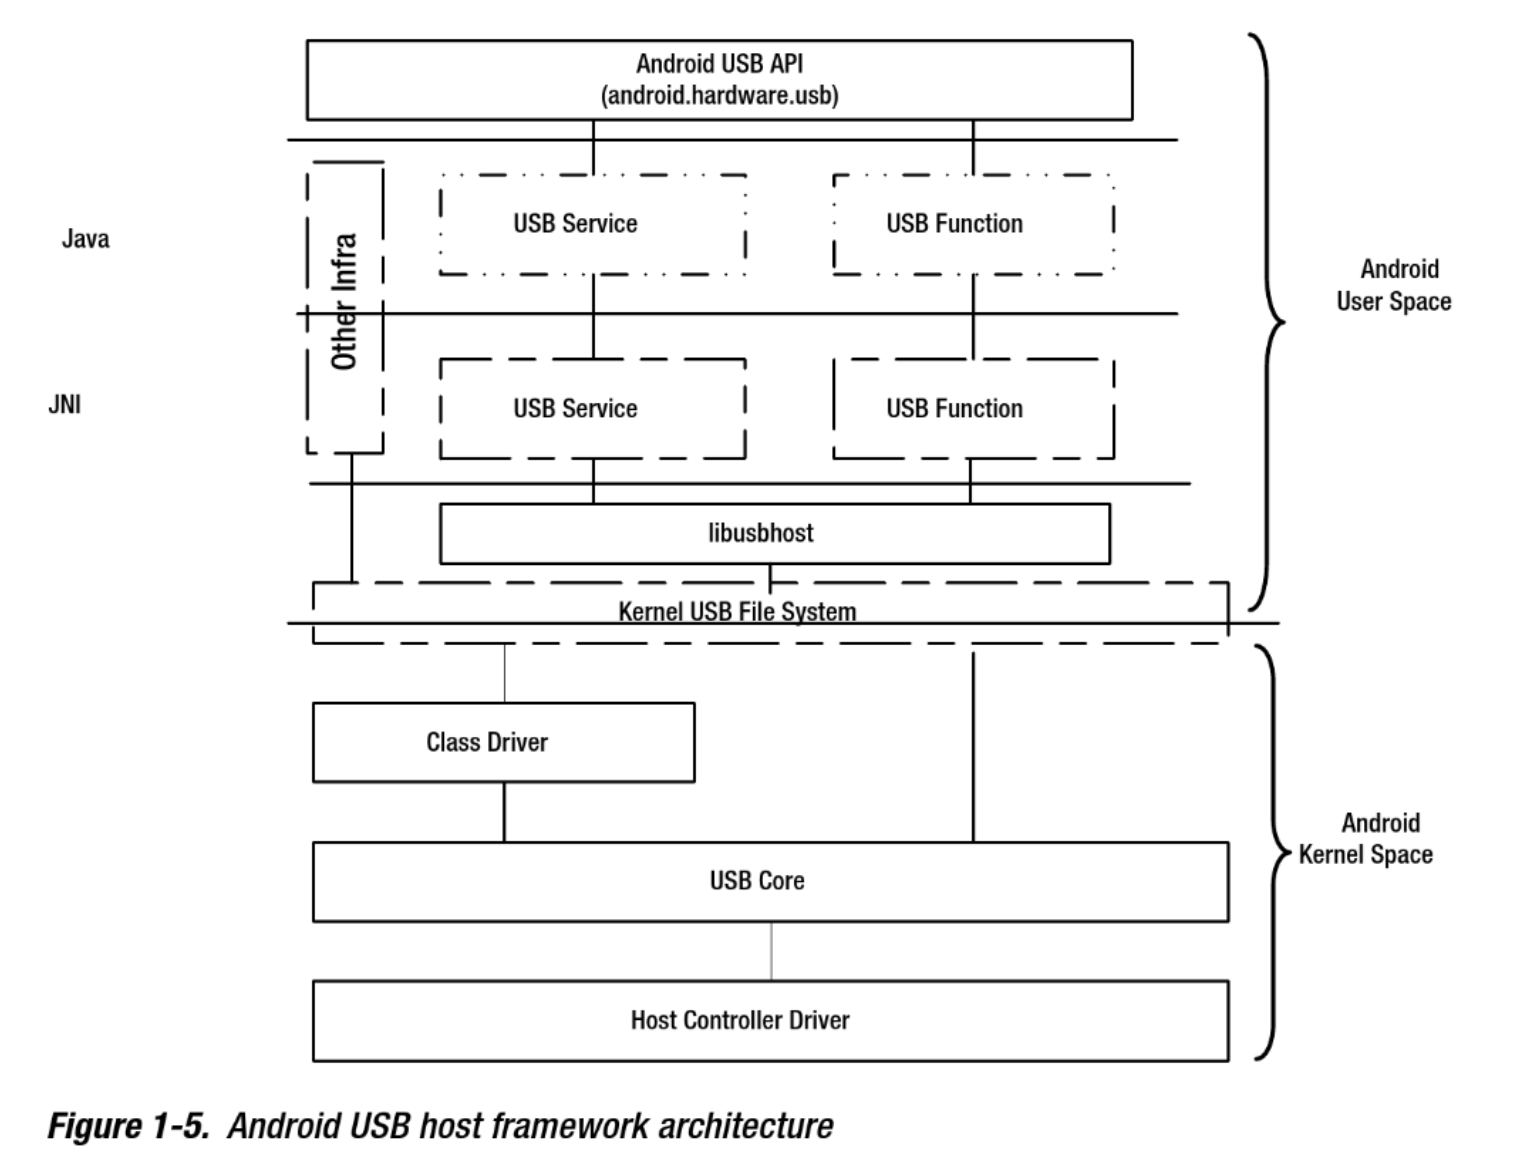 Android USB API
(android.hardware.usb)
Java
Other Infra
USB Service
USB Function
Android
User Space
JNI
USB Service
USB Function
libusbhost
Kernel USB File System
Class Driver
Android
Kernel Space
USB Core
Host Controller Driver
Figure 1-5. Android USB host framework architecture